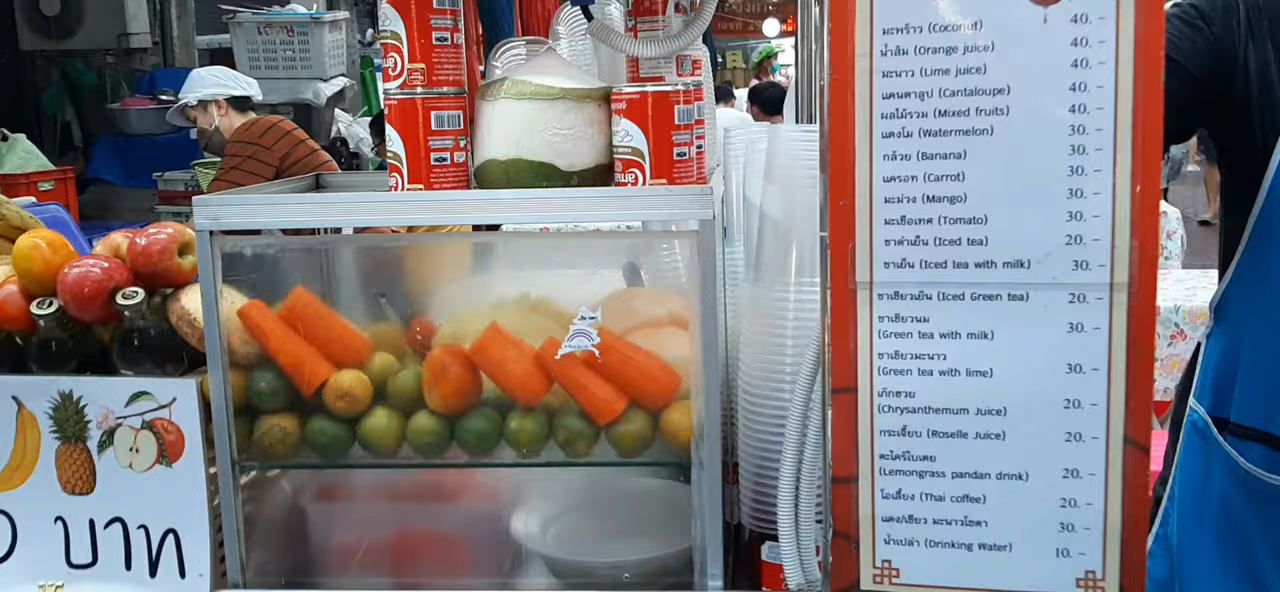 มะพร้าว (Coconut) 40.-
น้ำส้ม (Orange juice) 40.-
มะนาว (Lime juice) 40.-
แคนตาลูป (Cantaloupe) 40.-
ผลไม้รวม (Mixed fruits) 40.-
แตงโม (Watermelon) 30.-
กล้วย (Banana) 30.-
แครอท (Carrot) 30.-
มะม่วง (Mango) 30.-
มะเขือเทศ (Tomato) 30.-
ชาดำเย็น (Iced tea) 20.-
ชาเย็น (Iced tea with milk) 30.-
ชาเขียวเย็น (Iced Green tea) 20.-
ชาเขียวนม
(Green tea with milk) 30.-
ชาเขียวมะนาว
(Green tea with lime) 30.-
เก๊กฮวย
(Chrysanthemum Juice) 20.-
กระเจี๊ยบ (Roselle Juice) 20.-
ตะไคร้ใบเตย
(Lemongrass pandan drink) 20.-
โอเลี้ยง (Thai coffee) 20.-
แดง/เขียว มะนาวโซดา 30.-
น้ำเปล่า (Drinking Water) 10.-
บาท